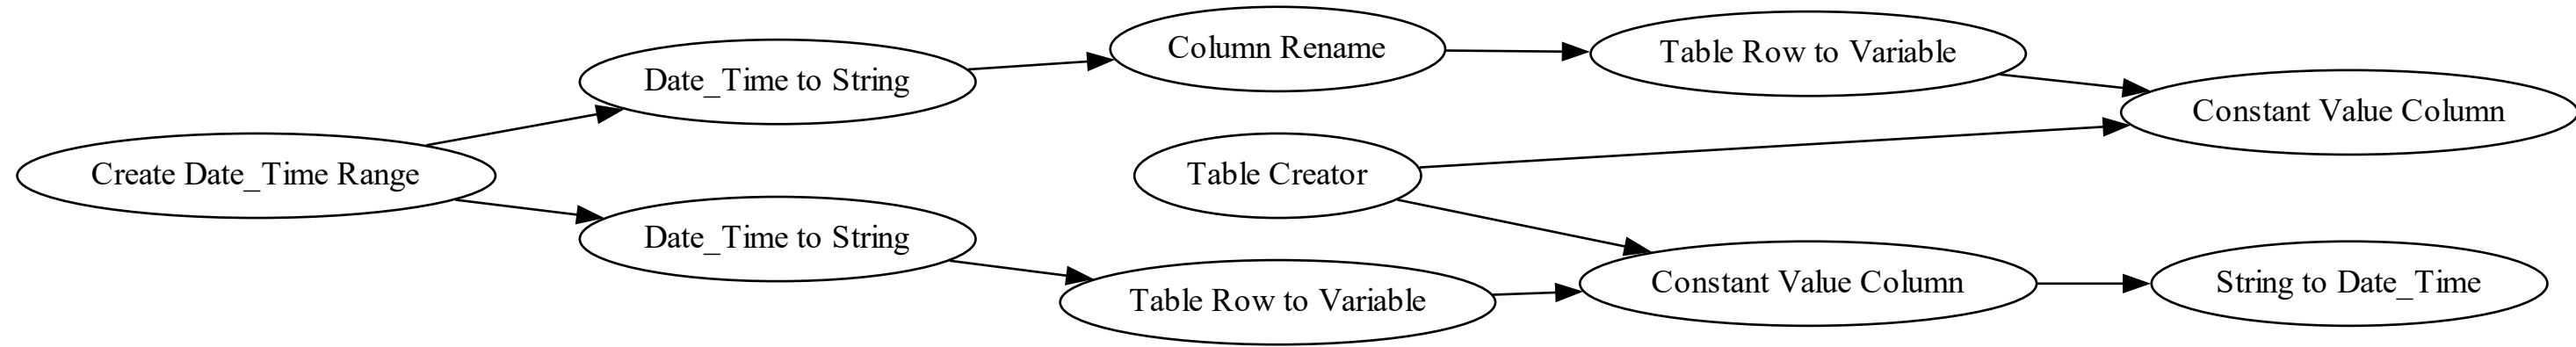 Create Date_Time Range
Date_Time to String
Column Rename
Table Row to Variable
Constant Value Column
Table Creator
Date_Time to String
Table Row to Variable
Constant Value Column
String to Date_Time